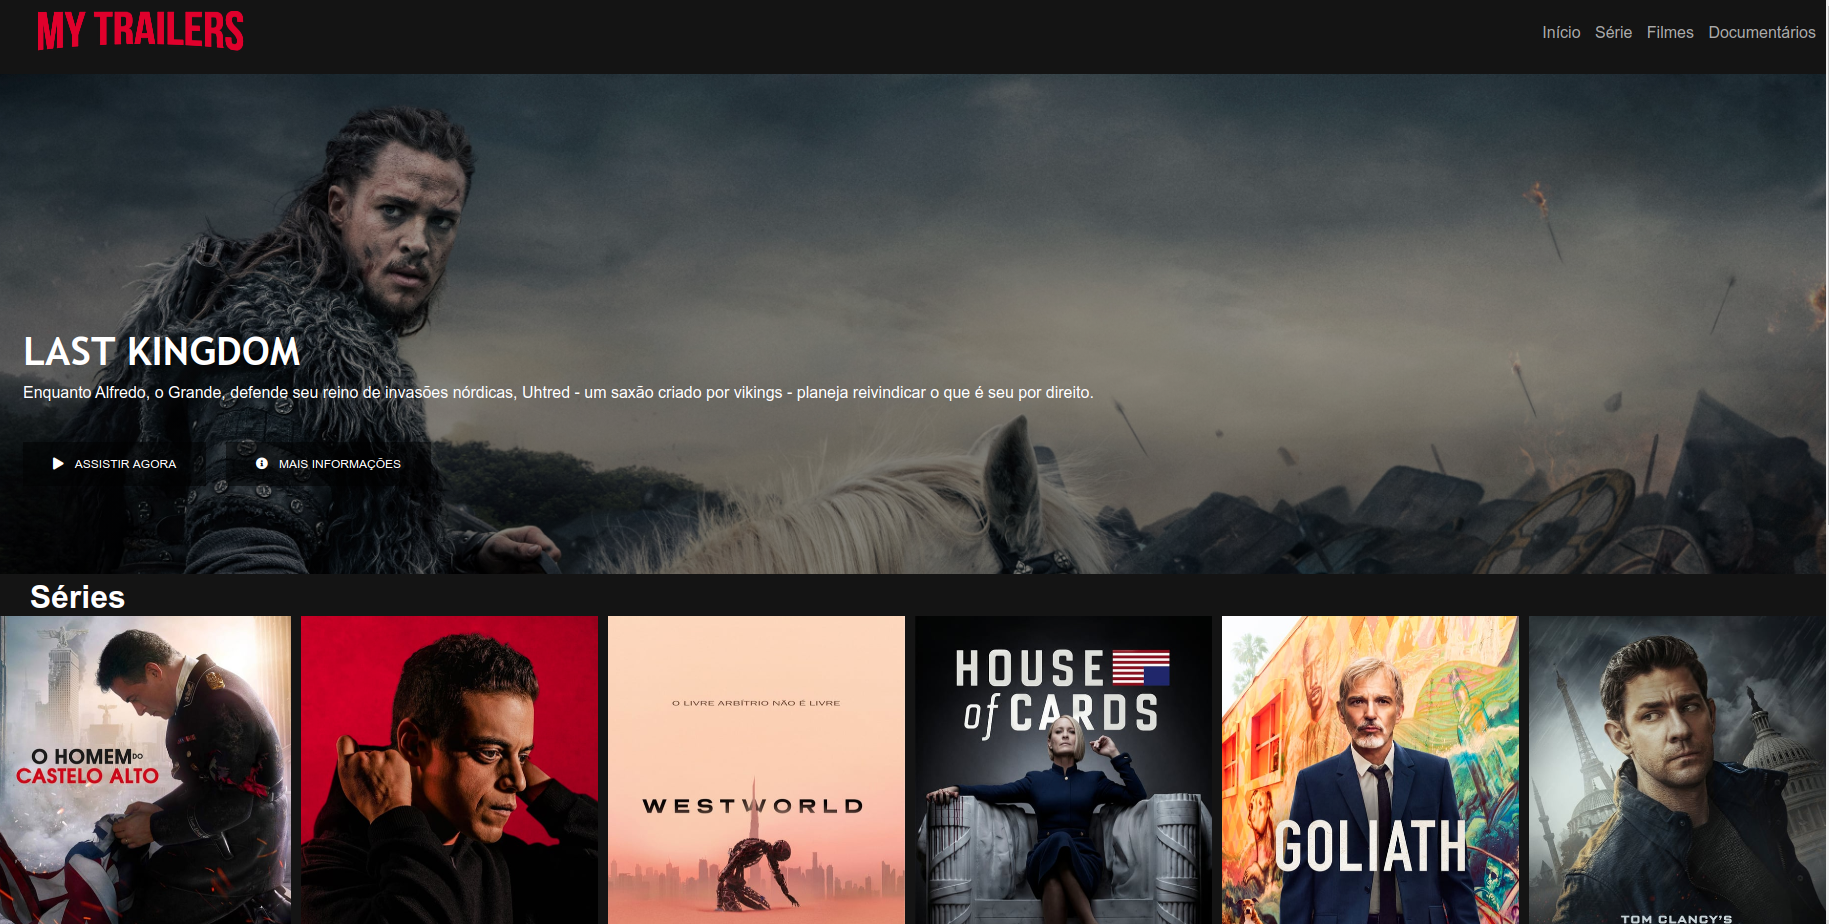 MY TRAILERS
Início Série Filmes Documentários
LAST KINGDOM
Enquanto Alfredo, o Grande, defende seu reino de invasões nórdicas, Uhtred - um saxão criado por vikings - planeja reivindicar o que é seu por direito.
ASSISTIR AGORA MAIS INFORMAÇÕES
Séries
O HOMEM DO
CASTELO ALTO
O LIVRE ARBÍTRIO NÃO É LIVRE
WESTWORLD
HOUSE
of CARDS
GOLIATH
TOM CLANCY'S